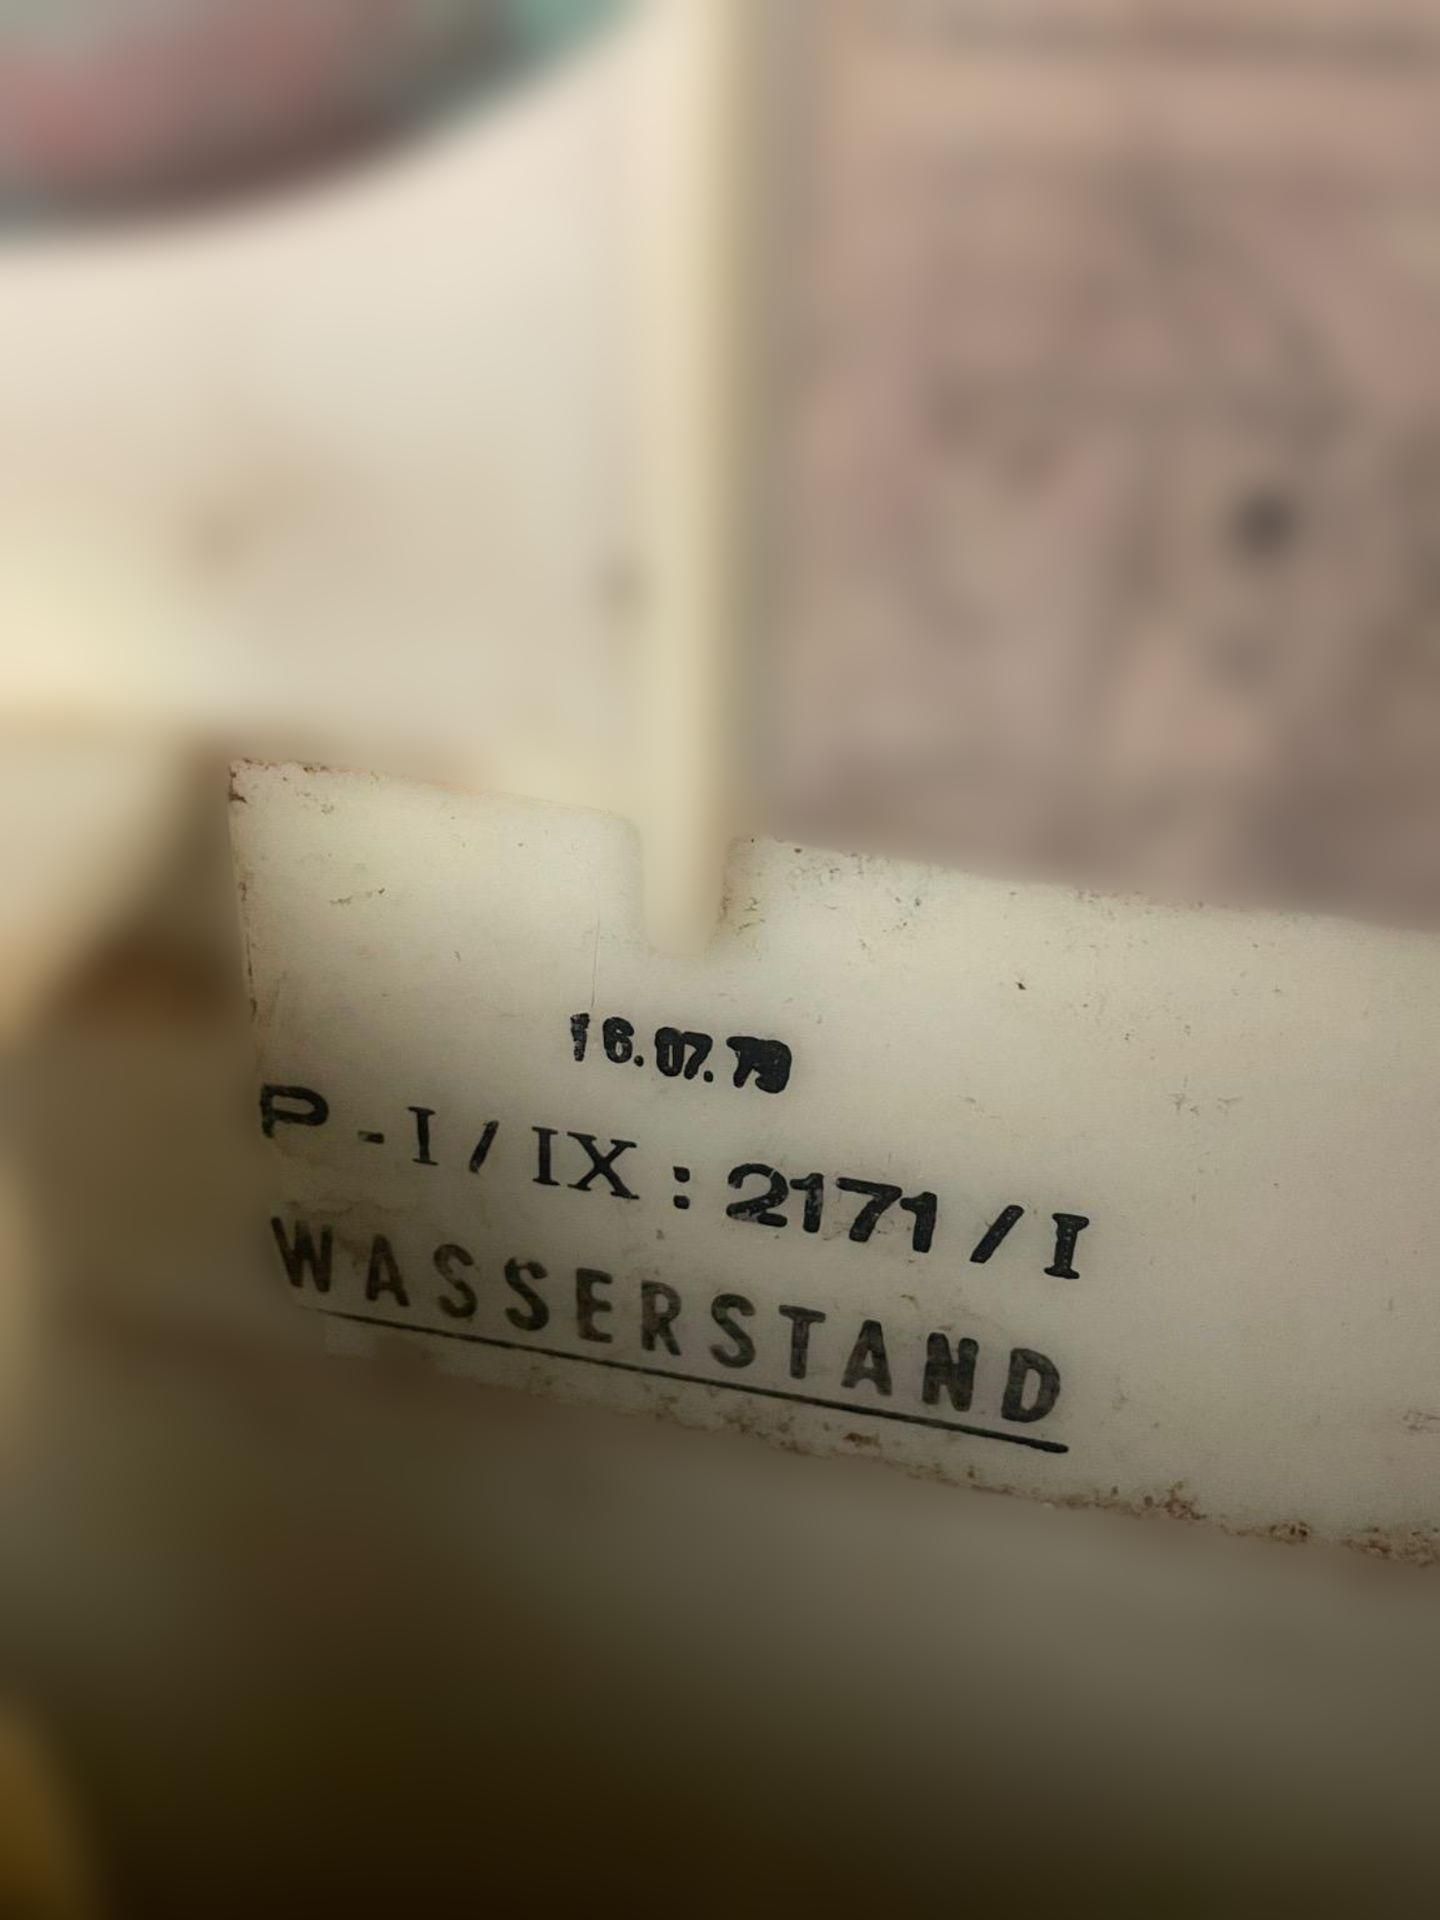 16.07.79
P-I/IX:2171/I
WASSERSTAND